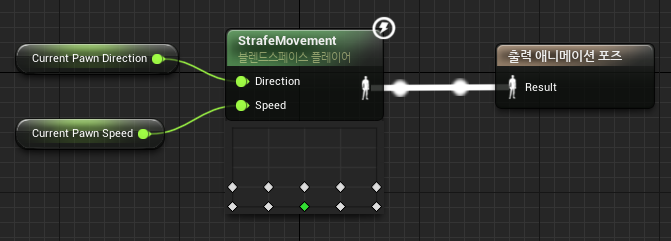 StrafeMovement
블렌드스페이스 플레이어
Current Pawn Direction
Direction
Current Pawn Speed
Speed
출력 애니메이션 포즈
Result